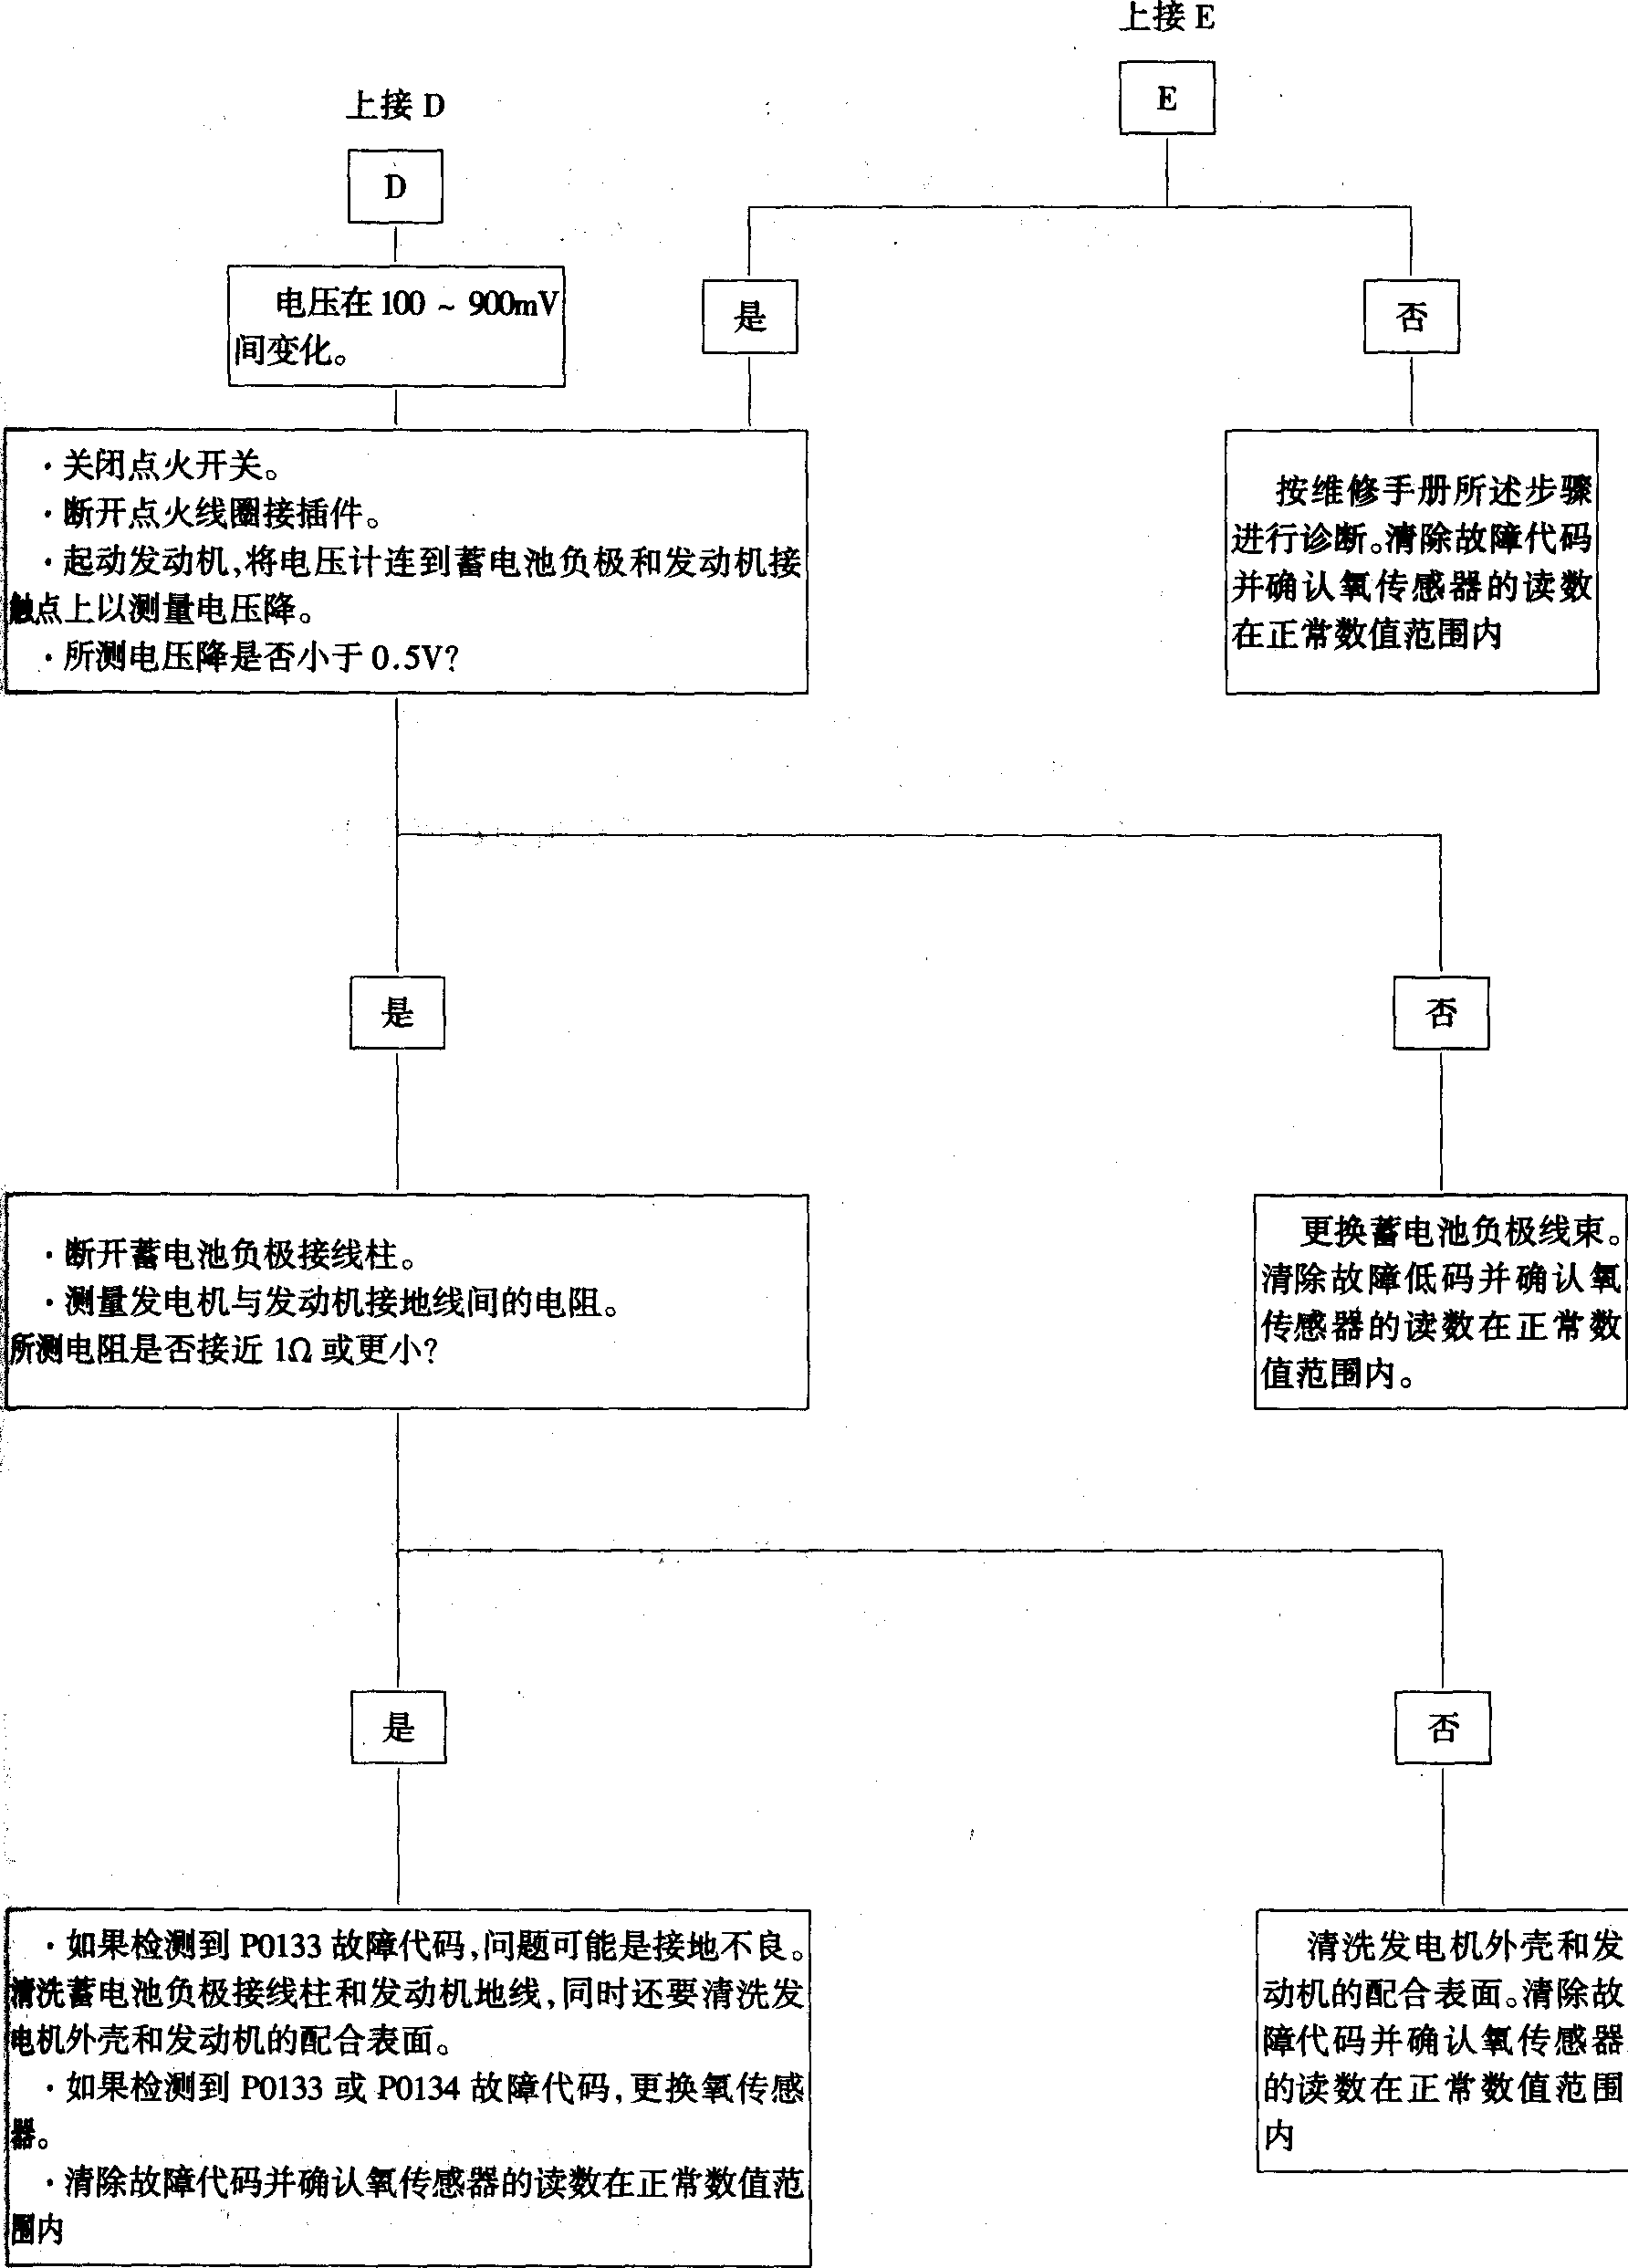 上接 E
E
上接 D
D
电压在 100 ~ 900mV
间变化。
是
否
·关闭点火开关。
·断开点火线圈接插件。
·起动发动机,将电压计连到蓄电池负极和发动机接
触点上以测量电压降。
·所测电压降是否小于 0.5V?
按维修手册所述步骤
进行诊断。清除故障代码
并确认氧传感器的读数
在正常数值范围内
是
否
·断开蓄电池负极接线柱。
·测量发电机与发动机接地线间的电阻。
所测电阻是否接近 1Ω 或更小?
更换蓄电池负极线束。
清除故障低码并确认氧
传感器的读数在正常数
值范围内。
是
否
·如果检测到 P0133 故障代码,问题可能是接地不良。
清洗蓄电池负极接线柱和发动机地线,同时还要清洗发
电机外壳和发动机的配合表面。
·如果检测到 P0133 或 P0134 故障代码,更换氧传感
器。
·清除故障代码并确认氧传感器的读数在正常数值范
围内
清洗发电机外壳和发
动机的配合表面。清除故
障代码并确认氧传感器
的读数在正常数值范围
内